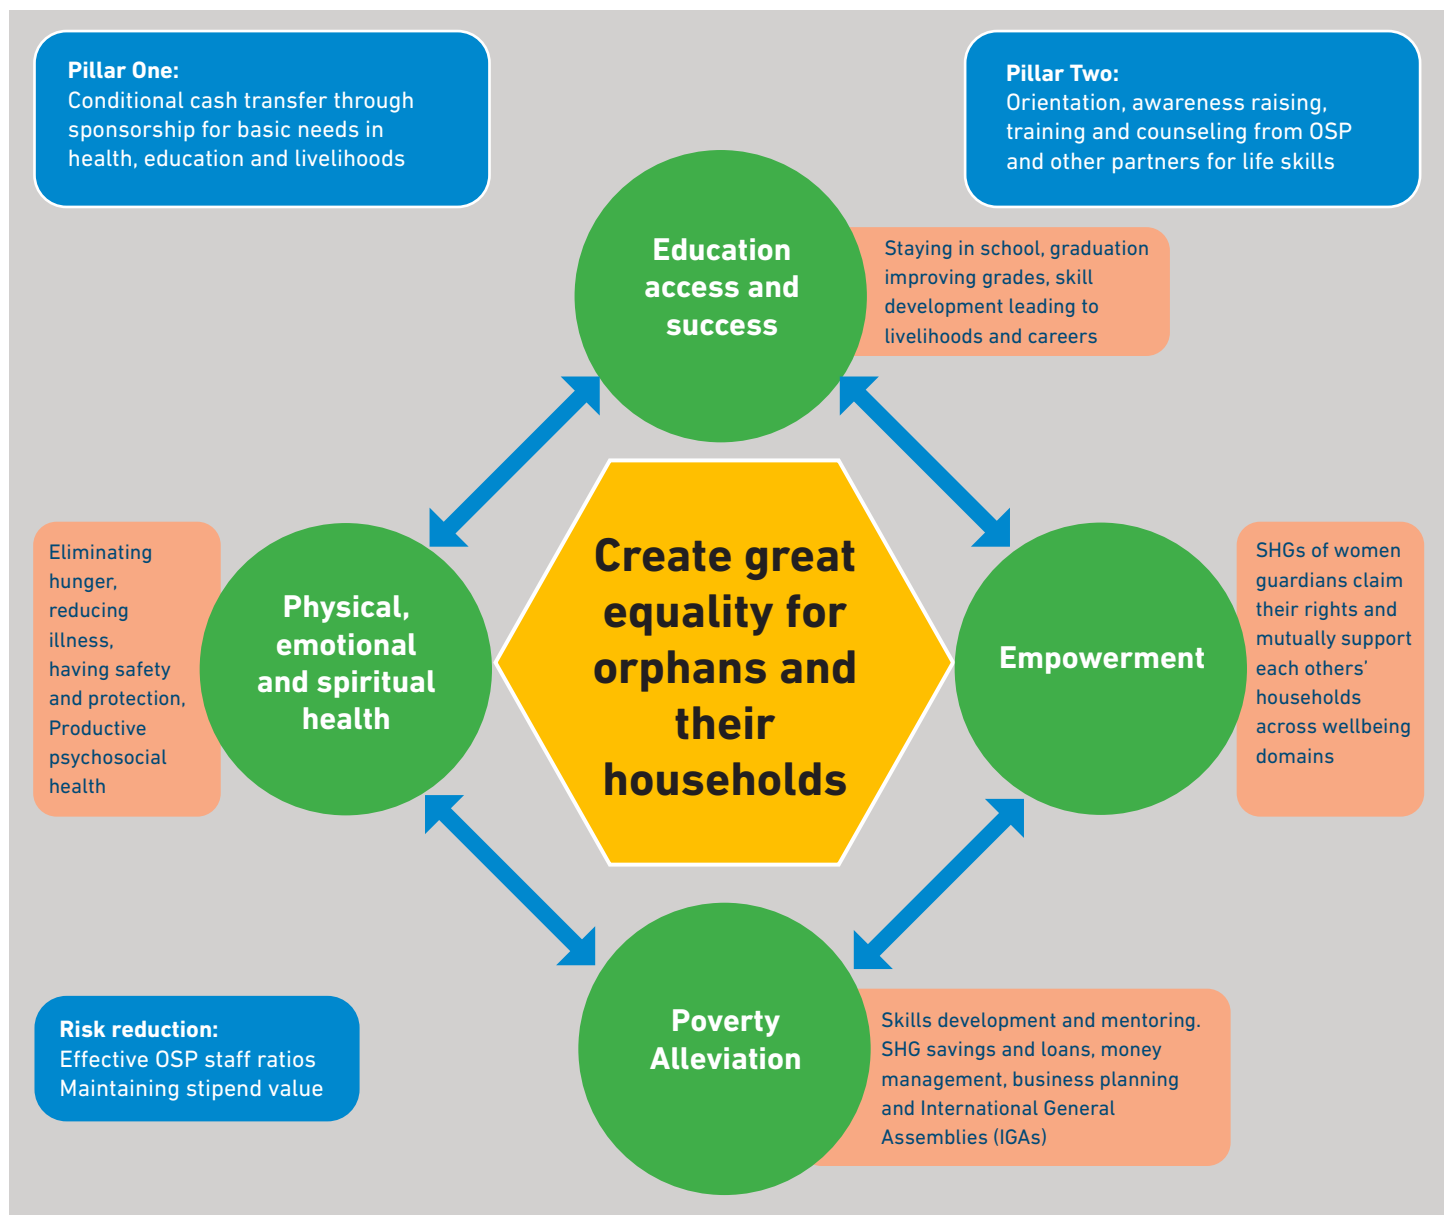 Pillar One:
Conditional cash transfer through
sponsorship for basic needs in
health, education and livelihoods
Pillar Two:
Orientation, awareness raising,
training and counseling from OSP
and other partners for life skills
Education
access and
success
Staying in school, graduation
improving grades, skill
development leading to
livelihoods and careers
Eliminating
hunger,
reducing
illness,
having safety
and protection,
Productive
psychosocial
health
Physical,
emotional
and spiritual
health
Create great
equality for
orphans and
their
households
Empowerment
SHGs of women
guardians claim
their rights and
mutually support
each others’
households
across wellbeing
domains
Risk reduction:
Effective OSP staff ratios
Maintaining stipend value
Poverty
Alleviation
Skills development and mentoring.
SHG savings and loans, money
management, business planning
and International General
Assemblies (IGAs)